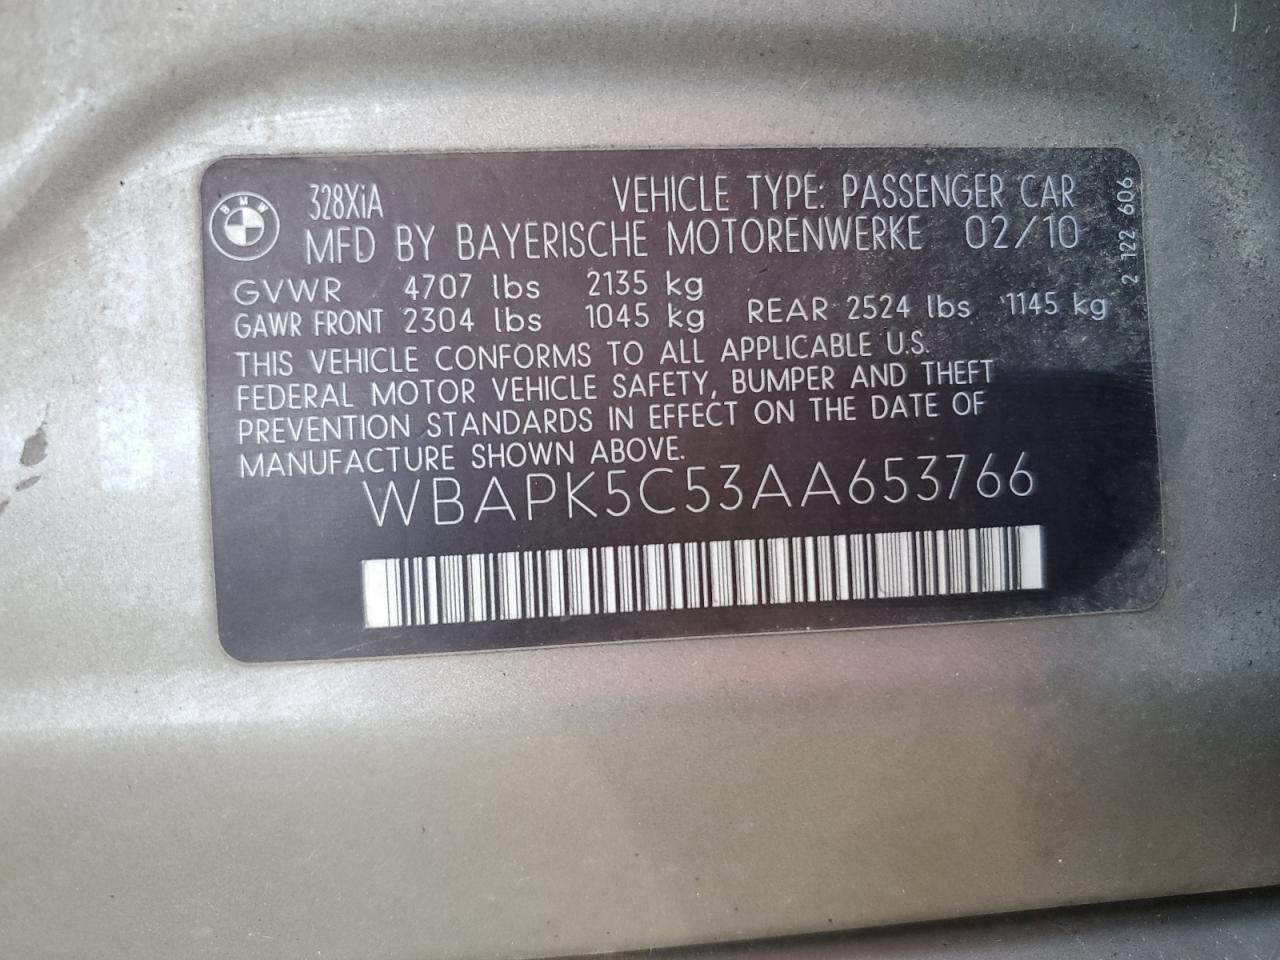 BMW
328XiA
VEHICLE TYPE: PASSENGER CAR
MFD BY BAYERISCHE MOTORENWERKE 02/10
GVWR 4707 lbs 2135 kg
GAWR FRONT 2304 lbs 1045 kg REAR 2524 lbs 1145 kg
THIS VEHICLE CONFORMS TO ALL APPLICABLE U.S.
FEDERAL MOTOR VEHICLE SAFETY, BUMPER AND THEFT
PREVENTION STANDARDS IN EFFECT ON THE DATE OF
MANUFACTURE SHOWN ABOVE.
WBAPK5C53AA653766
2 122 606